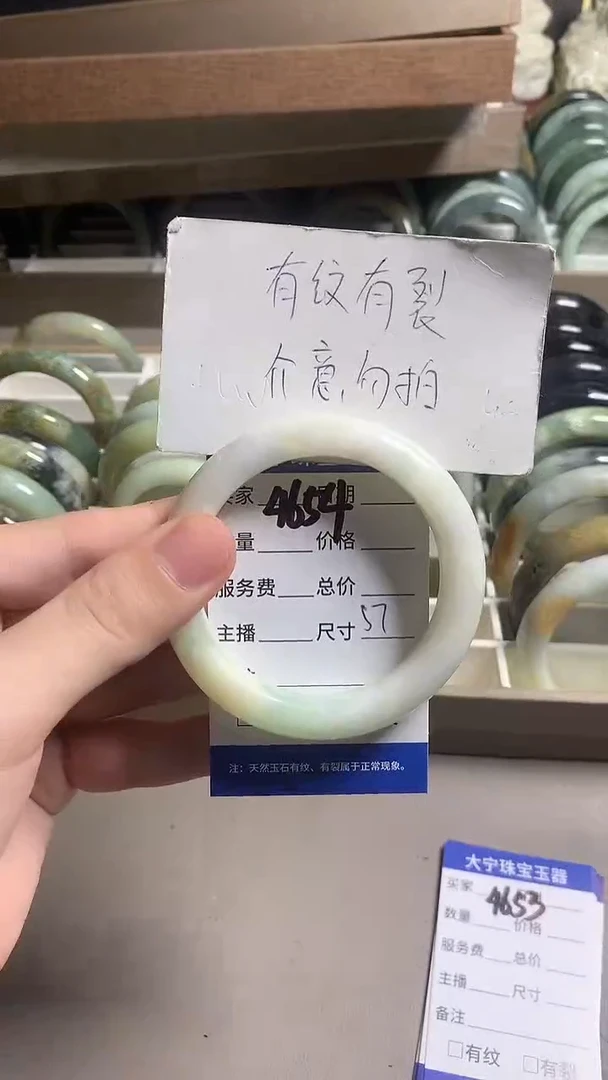 有纹有裂
介意勿拍
买家
4654
期
量
价格
服务费
总价
主播
尺寸 57
注：天然玉石有纹、有裂属于正常现象。
大宁珠宝玉器
买家
4653
数量
价格
服务费
总价
主播
尺寸
备注
□有纹
□有裂